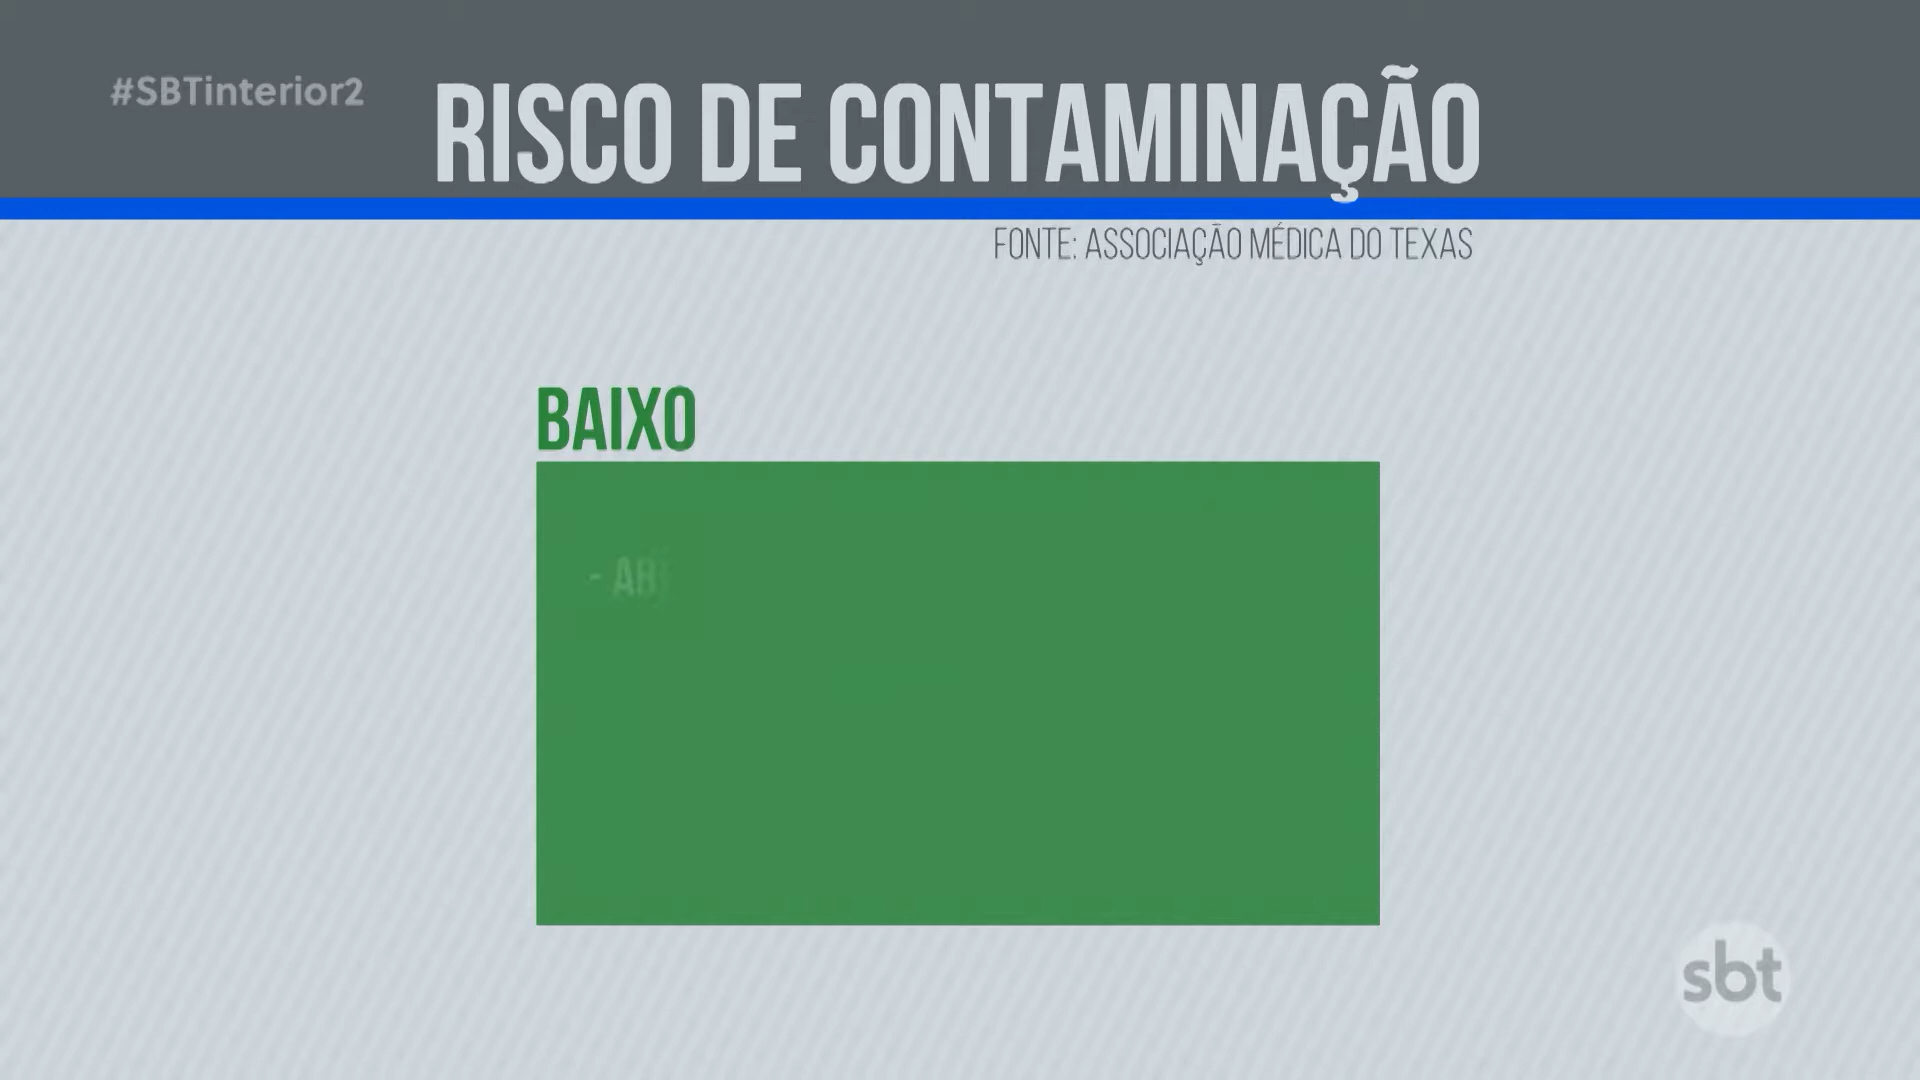 #SBTinterior2
RISCO DE CONTAMINAÇÃO
FONTE: ASSOCIAÇÃO MÉDICA DO TEXAS
BAIXO
sbt